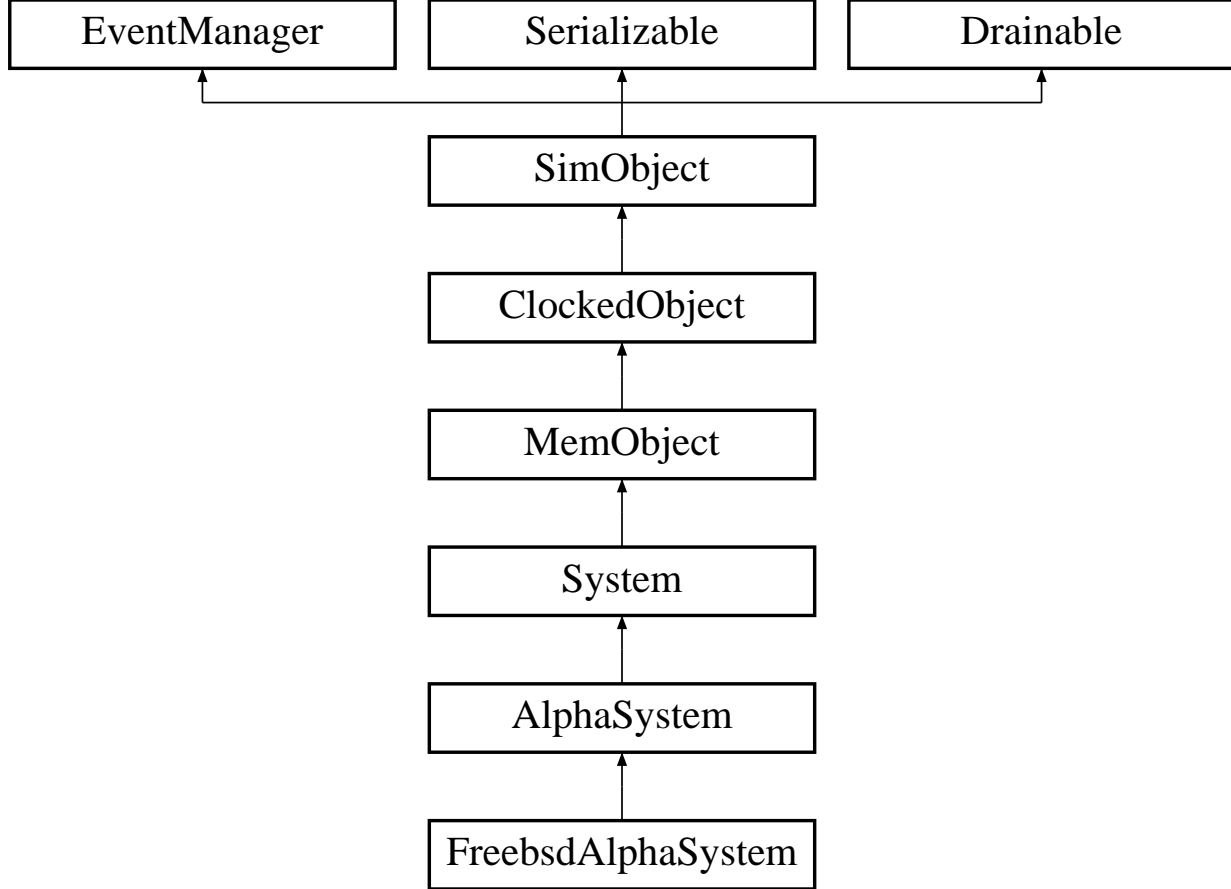 EventManager
Serializable
Drainable
SimObject
ClockedObject
MemObject
System
AlphaSystem
FreebsdAlphaSystem